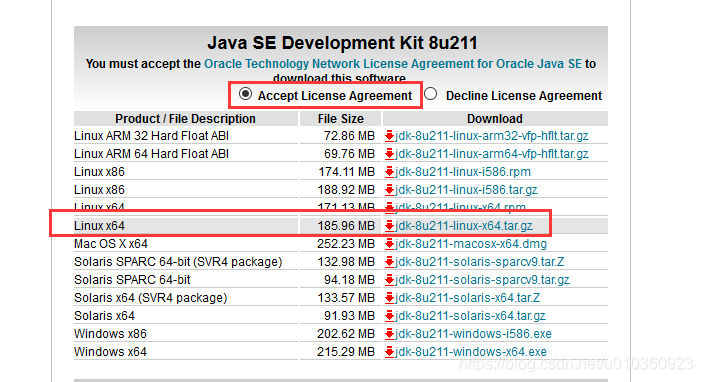 Java SE Development Kit 8u211
You must accept the Oracle Technology Network License Agreement for Oracle Java SE to
download this software.
Accept License Agreement Decline License Agreement
Product / File Description File Size Download
Linux ARM 32 Hard Float ABI 72.86 MB jdk-8u211-linux-arm32-vfp-hflt.tar.gz
Linux ARM 64 Hard Float ABI 69.76 MB jdk-8u211-linux-arm64-vfp-hflt.tar.gz
Linux x86 174.11 MB jdk-8u211-linux-i586.rpm
Linux x86 188.92 MB jdk-8u211-linux-i586.tar.gz
Linux x64 171.13 MB jdk-8u211-linux-x64.rpm
Linux x64 185.96 MB jdk-8u211-linux-x64.tar.gz
Mac OS X x64 252.23 MB jdk-8u211-macosx-x64.dmg
Solaris SPARC 64-bit (SVR4 package) 132.98 MB jdk-8u211-solaris-sparcv9.tar.Z
Solaris SPARC 64-bit 94.18 MB jdk-8u211-solaris-sparcv9.tar.gz
Solaris x64 (SVR4 package) 133.57 MB jdk-8u211-solaris-x64.tar.Z
Solaris x64 91.93 MB jdk-8u211-solaris-x64.tar.gz
Windows x86 202.62 MB jdk-8u211-windows-i586.exe
Windows x64 215.29 MB jdk-8u211-windows-x64.exe
https://blog.csdn.net/u010360923